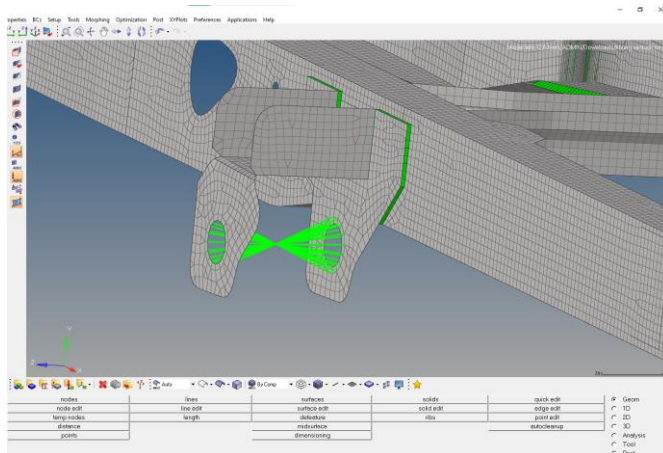 roperties BCs Setup Tools Morphing Optimization Post XYPlots Preferences Applications Help
Y
Z
X
Auto
By Comp
nodes lines surfaces solids quick edit Geom
node edit line edit surface edit solid edit edge edit 1D
temp nodes length defeature ribs point edit 2D
distance midsurface autocleanup 3D
points dimensioning Analysis
Tool
Post